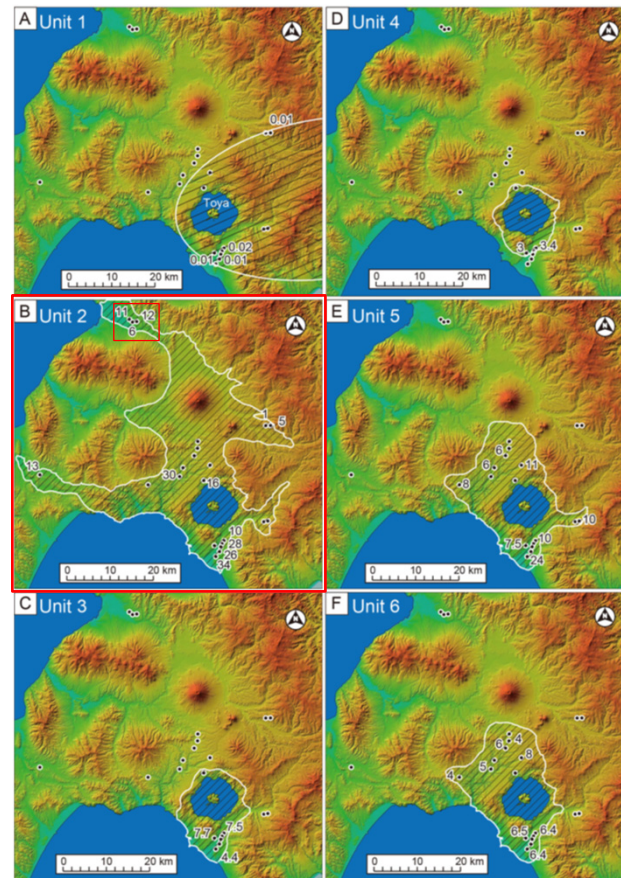 A Unit 1
0.01
Toya
0.02
0.01 0.01
0 10 20 km
B Unit 2
11 12
6
1
5
13
30
16
10
28
26
34
0 10 20 km
C Unit 3
7.5
7.7
4.4
0 10 20 km
D Unit 4
3 3.4
0 10 20 km
E Unit 5
6
6 11
8
10
10
7.5
24
0 10 20 km
F Unit 6
4
6
8
5
4
6.5 6.4
6.4
0 10 20 km